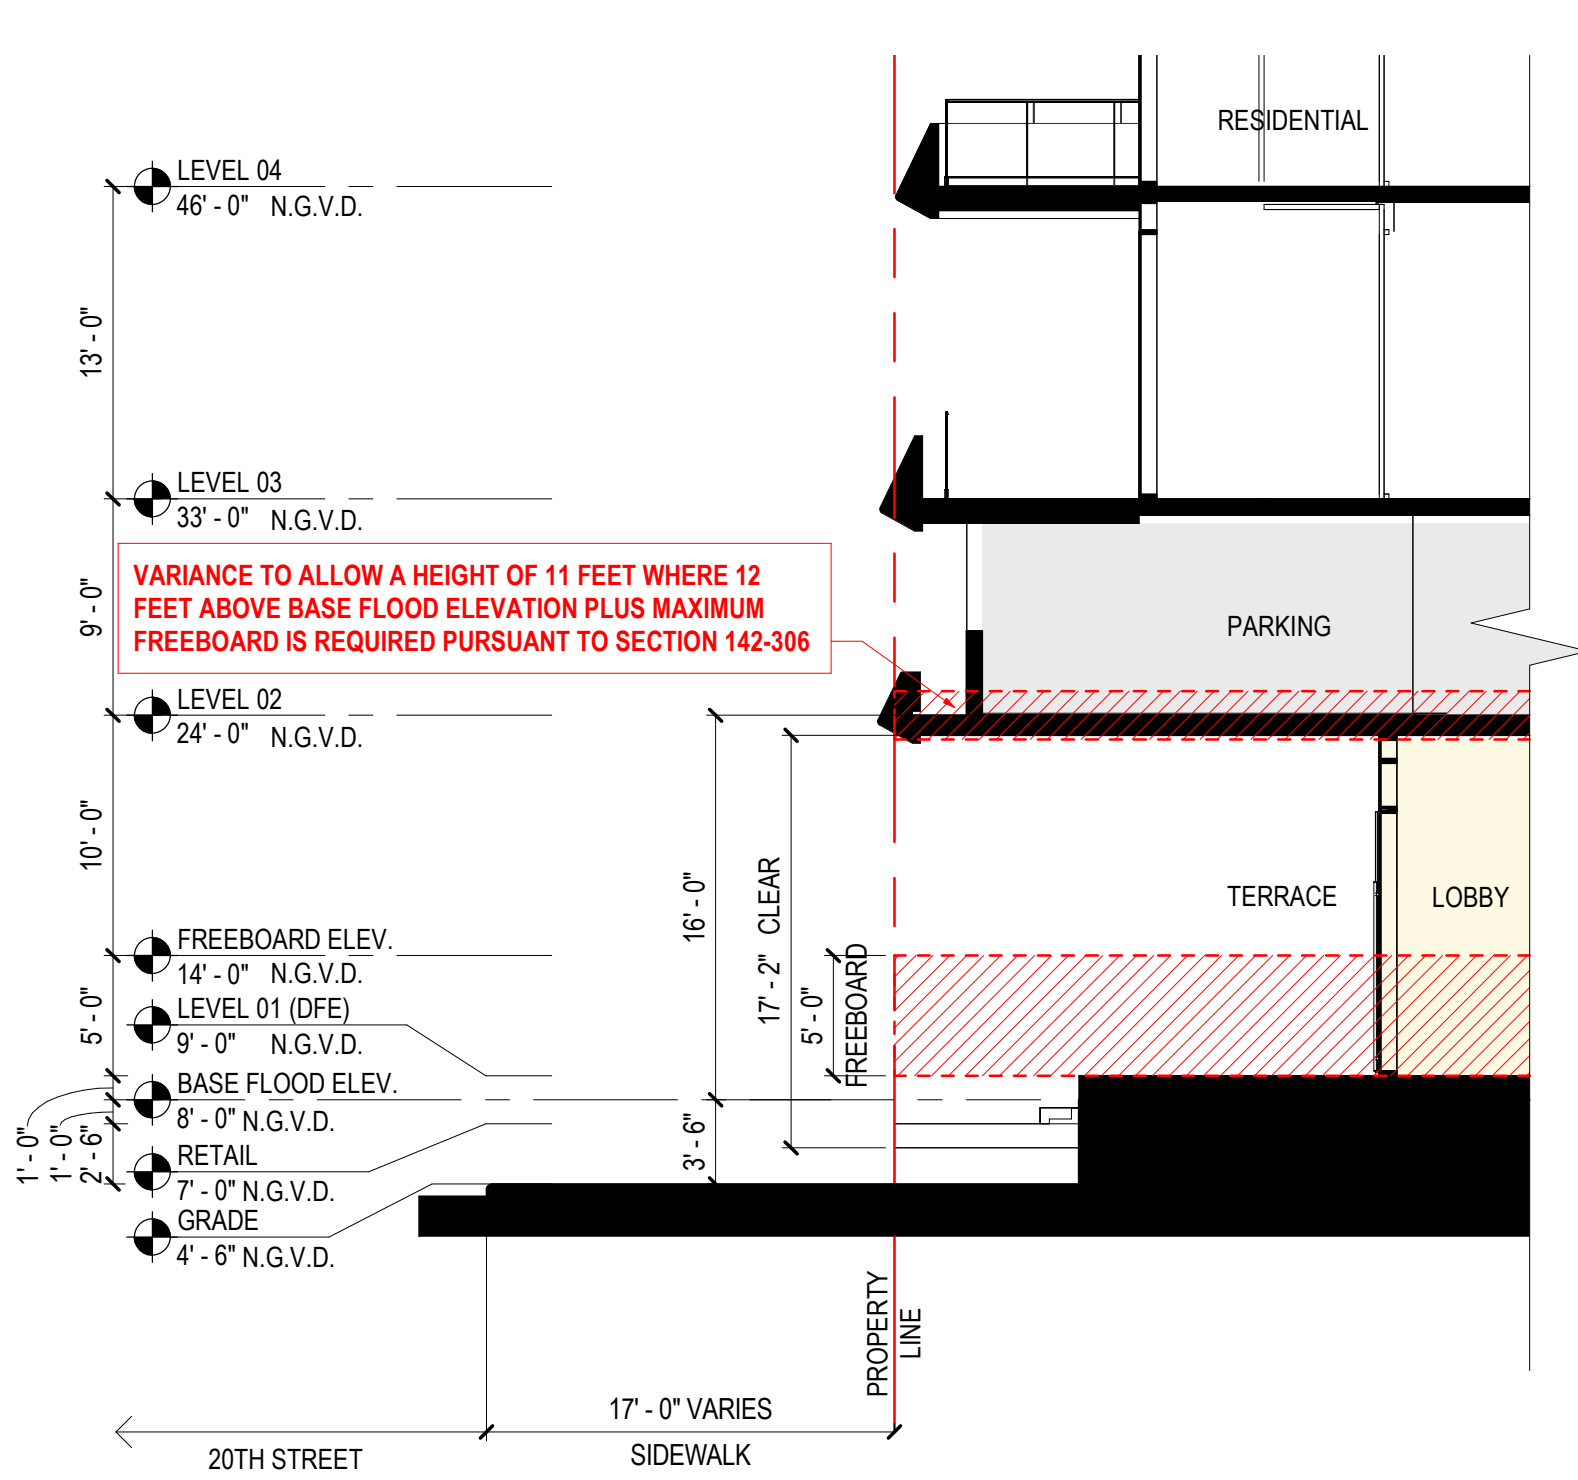 RESIDENTIAL
LEVEL 04
46' - 0" N.G.V.D.
13' - 0"
LEVEL 03
33' - 0" N.G.V.D.
VARIANCE TO ALLOW A HEIGHT OF 11 FEET WHERE 12
FEET ABOVE BASE FLOOD ELEVATION PLUS MAXIMUM
FREEBOARD IS REQUIRED PURSUANT TO SECTION 142-306
9' - 0"
PARKING
LEVEL 02
24' - 0" N.G.V.D.
10' - 0"
16' - 0"
17' - 2" CLEAR
TERRACE
LOBBY
FREEBOARD ELEV.
14' - 0" N.G.V.D.
5' - 0"
FREEBOARD
LEVEL 01 (DFE)
9' - 0" N.G.V.D.
5' - 0"
BASE FLOOD ELEV.
8' - 0" N.G.V.D.
1' - 0"
1' - 0"
2' - 6"
3' - 6"
RETAIL
7' - 0" N.G.V.D.
GRADE
4' - 6" N.G.V.D.
PROPERTY
LINE
17' - 0" VARIES
SIDEWALK
20TH STREET